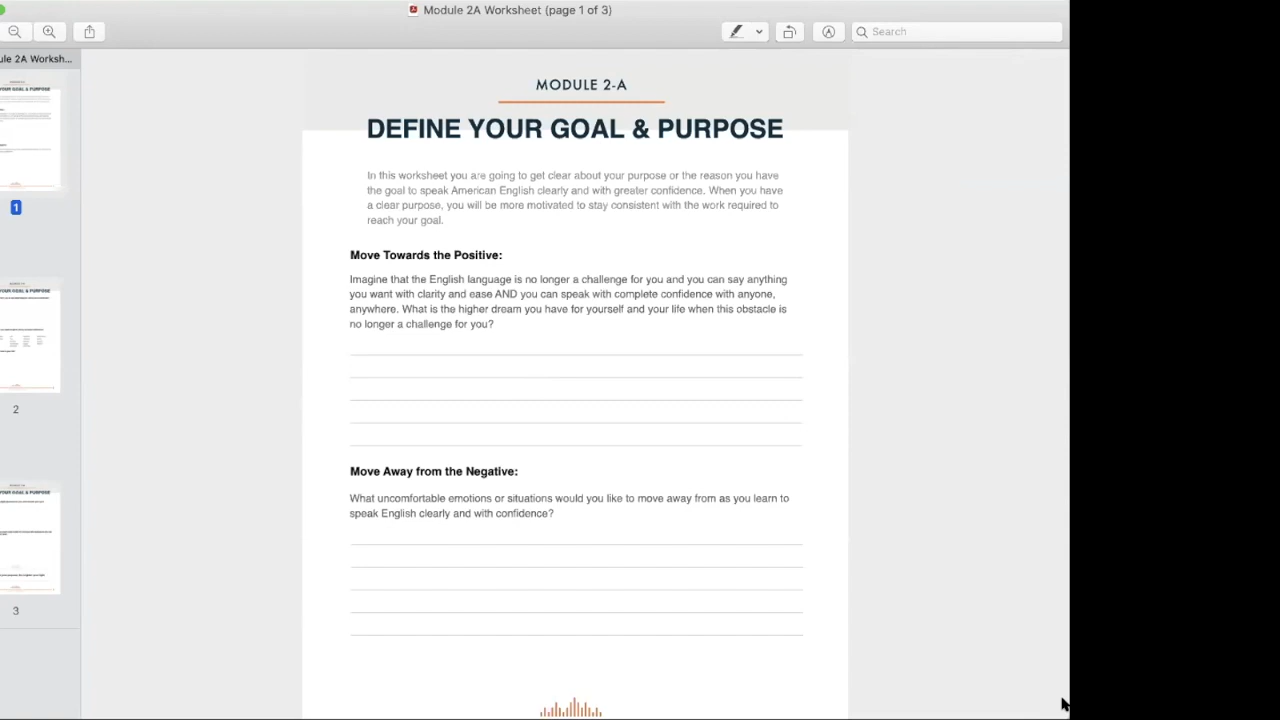 Module 2A Worksheet (page 1 of 3)
Search
ule 2A Worksh...
1
2
3
MODULE 2-A
DEFINE YOUR GOAL & PURPOSE
In this worksheet you are going to get clear about your purpose or the reason you have
the goal to speak American English clearly and with greater confidence. When you have
a clear purpose, you will be more motivated to stay consistent with the work required to
reach your goal.
Move Towards the Positive:
Imagine that the English language is no longer a challenge for you and you can say anything
you want with clarity and ease AND you can speak with complete confidence with anyone,
anywhere. What is the higher dream you have for yourself and your life when this obstacle is
no longer a challenge for you?
Move Away from the Negative:
What uncomfortable emotions or situations would you like to move away from as you learn to
speak English clearly and with confidence?